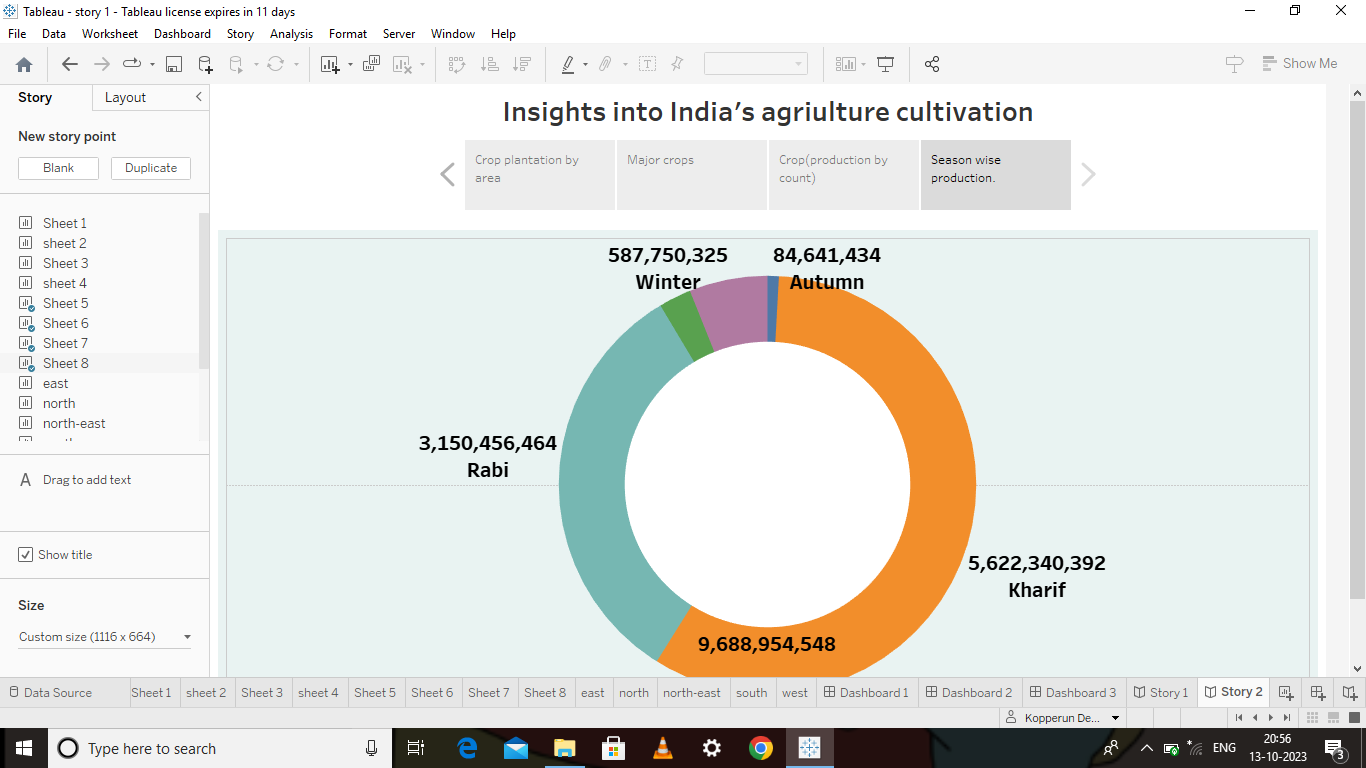 Tableau - story 1 - Tableau license expires in 11 days
File Data Worksheet Dashboard Story Analysis Format Server Window Help
Show Me
Story Layout
New story point
Blank Duplicate
Sheet 1
sheet 2
Sheet 3
sheet 4
Sheet 5
Sheet 6
Sheet 7
Sheet 8
east
north
north-east
A Drag to add text
Show title
Size
Custom size (1116 x 664)
Insights into India’s agriulture cultivation
Crop plantation by
area
Major crops
Crop(production by
count)
Season wise
production.
587,750,325
Winter
84,641,434
Autumn
3,150,456,464
Rabi
5,622,340,392
Kharif
9,688,954,548
Data Source Sheet 1 sheet 2 Sheet 3 sheet 4 Sheet 5 Sheet 6 Sheet 7 Sheet 8 east north north-east south west Dashboard 1 Dashboard 2 Dashboard 3 Story 1 Story 2
Kopperun De...
Type here to search
ENG
20:56
13-10-2023
3